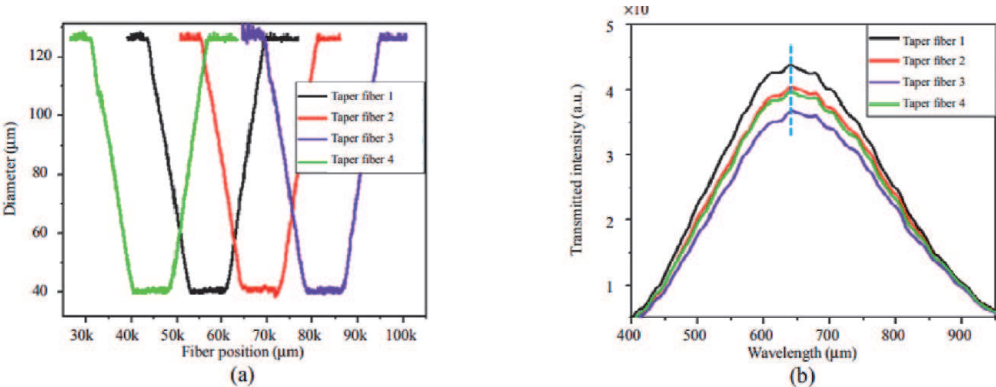 120
100
80
60
40
Diameter (µm)
Taper fiber 1
Taper fiber 2
Taper fiber 3
Taper fiber 4
30k 40k 50k 60k 70k 80k 90k 100k
Fiber position(µm)
(a)
×10
5
4
3
2
1
Transmitted intensity (a.u.)
Taper fiber 1
Taper fiber 2
Taper fiber 3
Taper fiber 4
400 500 600 700 800 900
Wavelength (µm)
(b)